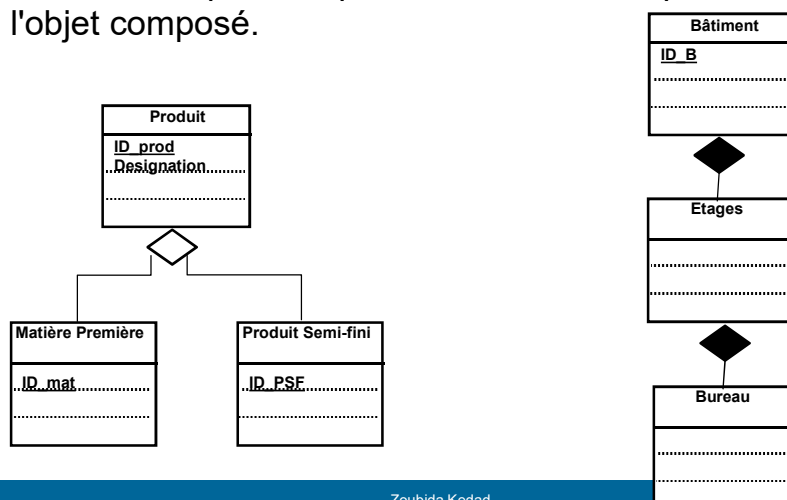 l'objet composé.
Produit
ID_prod
Designation
Matière Première
ID_mat
Produit Semi-fini
ID_PSF
Bâtiment
ID_B
Etages
Bureau
Zoubida Kedad